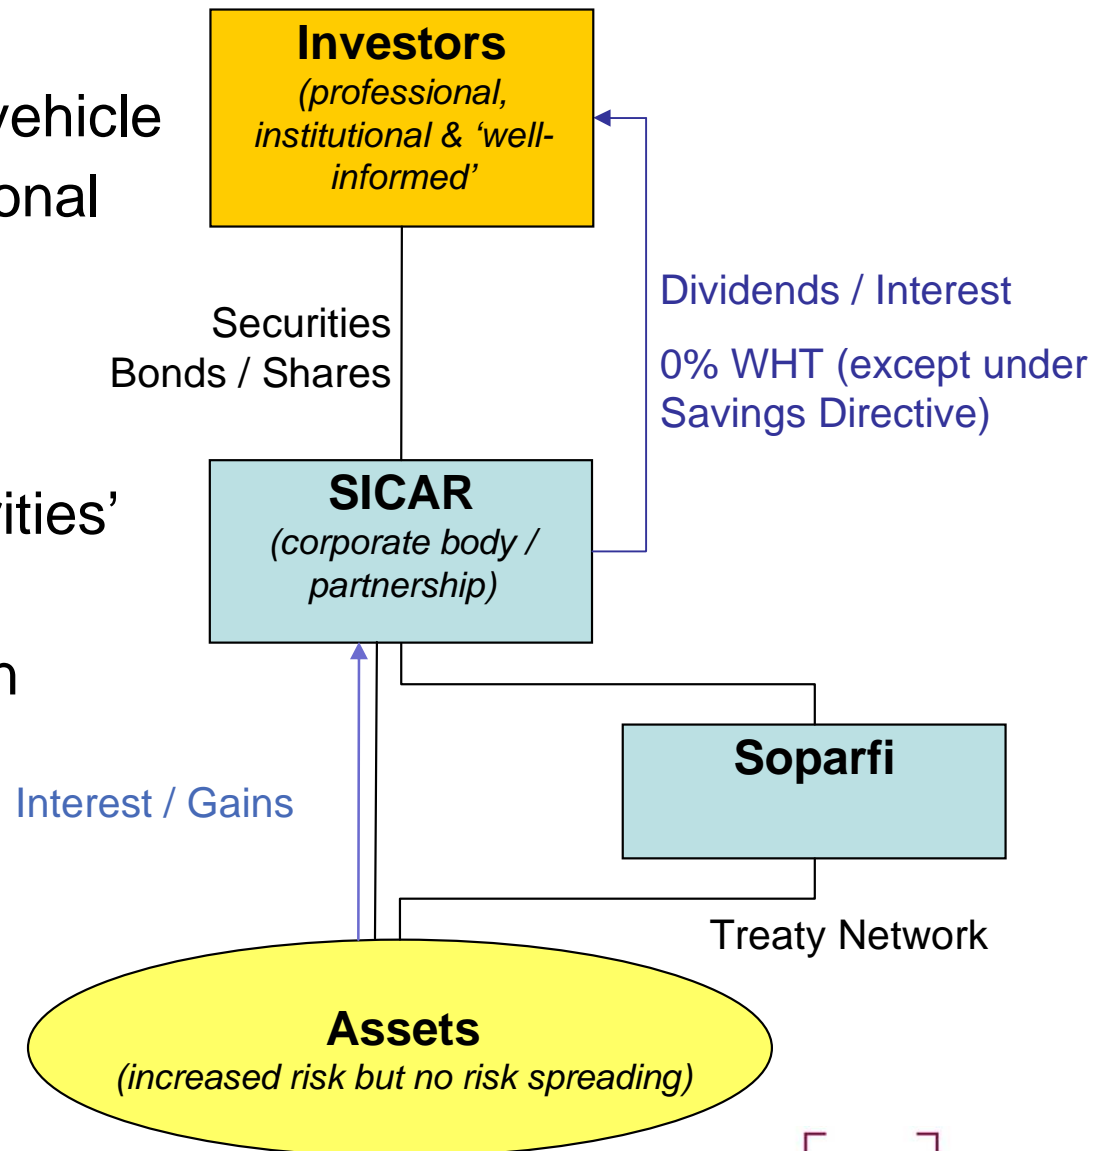 Investors
(professional,
institutional & ‘well-
informed’
vehicle
onal
Securities
Bonds / Shares
Dividends / Interest
0% WHT (except under
Savings Directive)
SICAR
(corporate body /
partnership)
rities’
n
Soparfi
Interest / Gains
Treaty Network
Assets
(increased risk but no risk spreading)